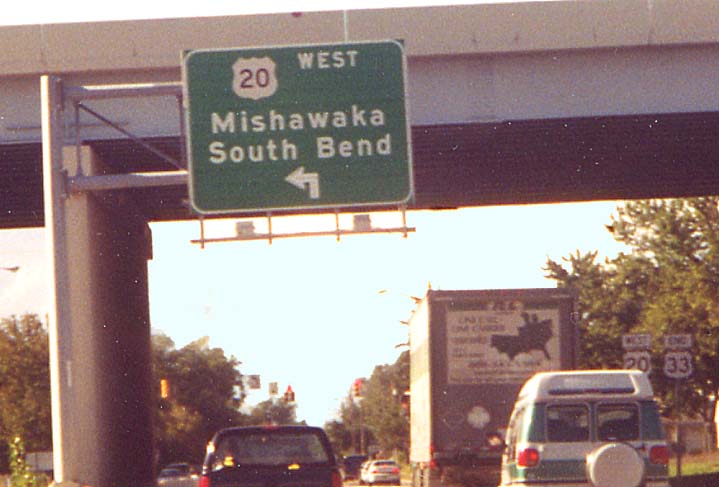 20 WEST
Mishawaka
South Bend
WEST
20
END
33